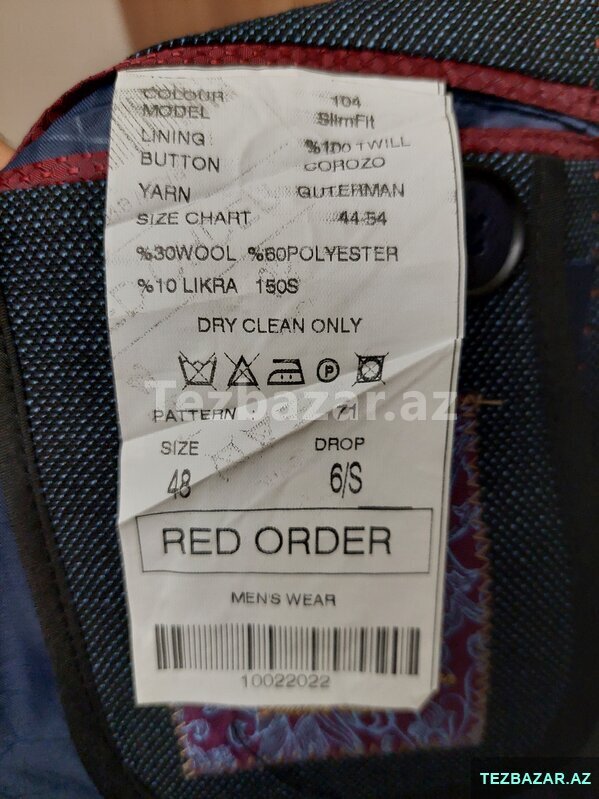 COLOUR 104
MODEL SlimFit
LINING %100 TWILL
BUTTON COROZO
YARN GUTERMAN
SIZE CHART 44-54
%30WOOL %60POLYESTER
%10 LIKRA 150S
DRY CLEAN ONLY
P
Tezbazar.az
PATTERN 71
SIZE DROP
48 6/S
RED ORDER
MEN'S WEAR
10022022
TEZBAZAR.AZ